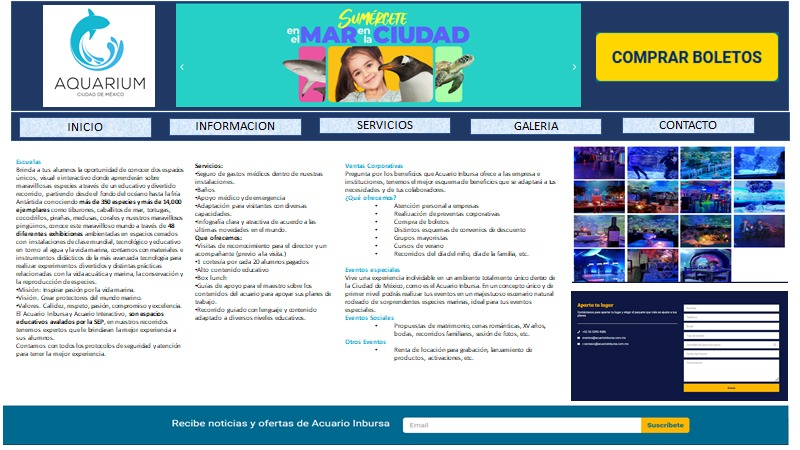 AQUARIUM
CIUDAD DE MÉXICO
SUMÉRCETE
en el MAR en la CIUDAD
COMPRAR BOLETOS
INICIO
INFORMACION
SERVICIOS
GALERIA
CONTACTO
Escuelas
Brinda a tus alumnos la oportunidad de conocer dos espacios
únicos, visual e interactivo donde aprenderán sobre
maravillosas especies a través de un educativo y divertido
recorrido, partiendo desde el fondo del océano hasta la fría
Antártida conociendo más de 350 especies y más de 14,000
ejemplares como tiburones, caballitos de mar, tortugas,
cocodrilos, pirañas, medusas, corales y nuestros maravillosos
pingüinos, conoce este maravilloso mundo a través de 48
diferentes exhibiciones ambientadas en espacios cerrados
con instalaciones de clase mundial, tecnológico y educativo
en torno al agua y la vida marina, contamos con materiales e
instrumentos didácticos de la más avanzada tecnología para
realizar experimentos divertidos y distintas prácticas
relacionadas con la vida acuática y marina, la conservación y
la reproducción de especies.
•Misión: Inspirar pasión por la vida marina.
•Visión. Crear protectores del mundo marino.
•Valores. Calidez, respeto, pasión, compromiso y excelencia.
El Acuario Inbursa y Acuario Interactivo, son espacios
educativos avalados por la SEP, en nuestros recorridos
tenemos expertos que le brindaran la mejor experiencia a
sus alumnos.
Contamos con todos los protocolos de seguridad y atención
para tener la mejor experiencia.
Servicios:
•Seguro de gastos médicos dentro de nuestras
instalaciones.
•Baños
•Apoyo médico y de emergencia
•Adaptación para visitantes con diversas
capacidades.
•Infografía clara y atractiva de acuerdo a las
últimas novedades en el mundo.
Que ofrecemos:
•Visitas de reconocimiento para el director y un
acompañante (previo a la visita.)
•1 cortesía por cada 20 alumnos pagados
•Alto contenido educativo
•Box lunch
•Guías de apoyo para el maestro sobre los
contenidos del acuario para apoyar sus planes de
trabajo.
•Recorrido guiado con lenguaje y contenido
adaptado a diversos niveles educativos.
Ventas Corporativas
Pregunta por los beneficios que Acuario Inbursa ofrece a las empresa e
instituciones, tenemos el mejor esquema de beneficios que se adaptará a tus
necesidades y de tus colaboradores.
¿Qué ofrecemos?
• Atención personal a empresas
• Realización de preventas corporativas
• Compra de boletos
• Distintos esquemas de convenios de descuento
• Grupos mayoristas
• Cursos de verano
• Recorridos del día del niño, día de la familia, etc.
Eventos especiales
Vive una experiencia inolvidable en un ambiente totalmente único dentro de
la Ciudad de México, como es el Acuario Inbursa. En un concepto único y de
primer nivel podrás realizar tus eventos en un majestuoso escenario natural
rodeado de sorprendentes especies marinas, ideal para tus eventos
especiales.
Eventos Sociales
• Propuestas de matrimonio, cenas románticas, XV años,
bodas, recorridos familiares, sesión de fotos, etc.
Otros Eventos
• Renta de locación para grabación, lanzamiento de
productos, activaciones, etc.
Aparta tu lugar
Recibe noticias y ofertas de Acuario Inbursa
Email
Suscríbete